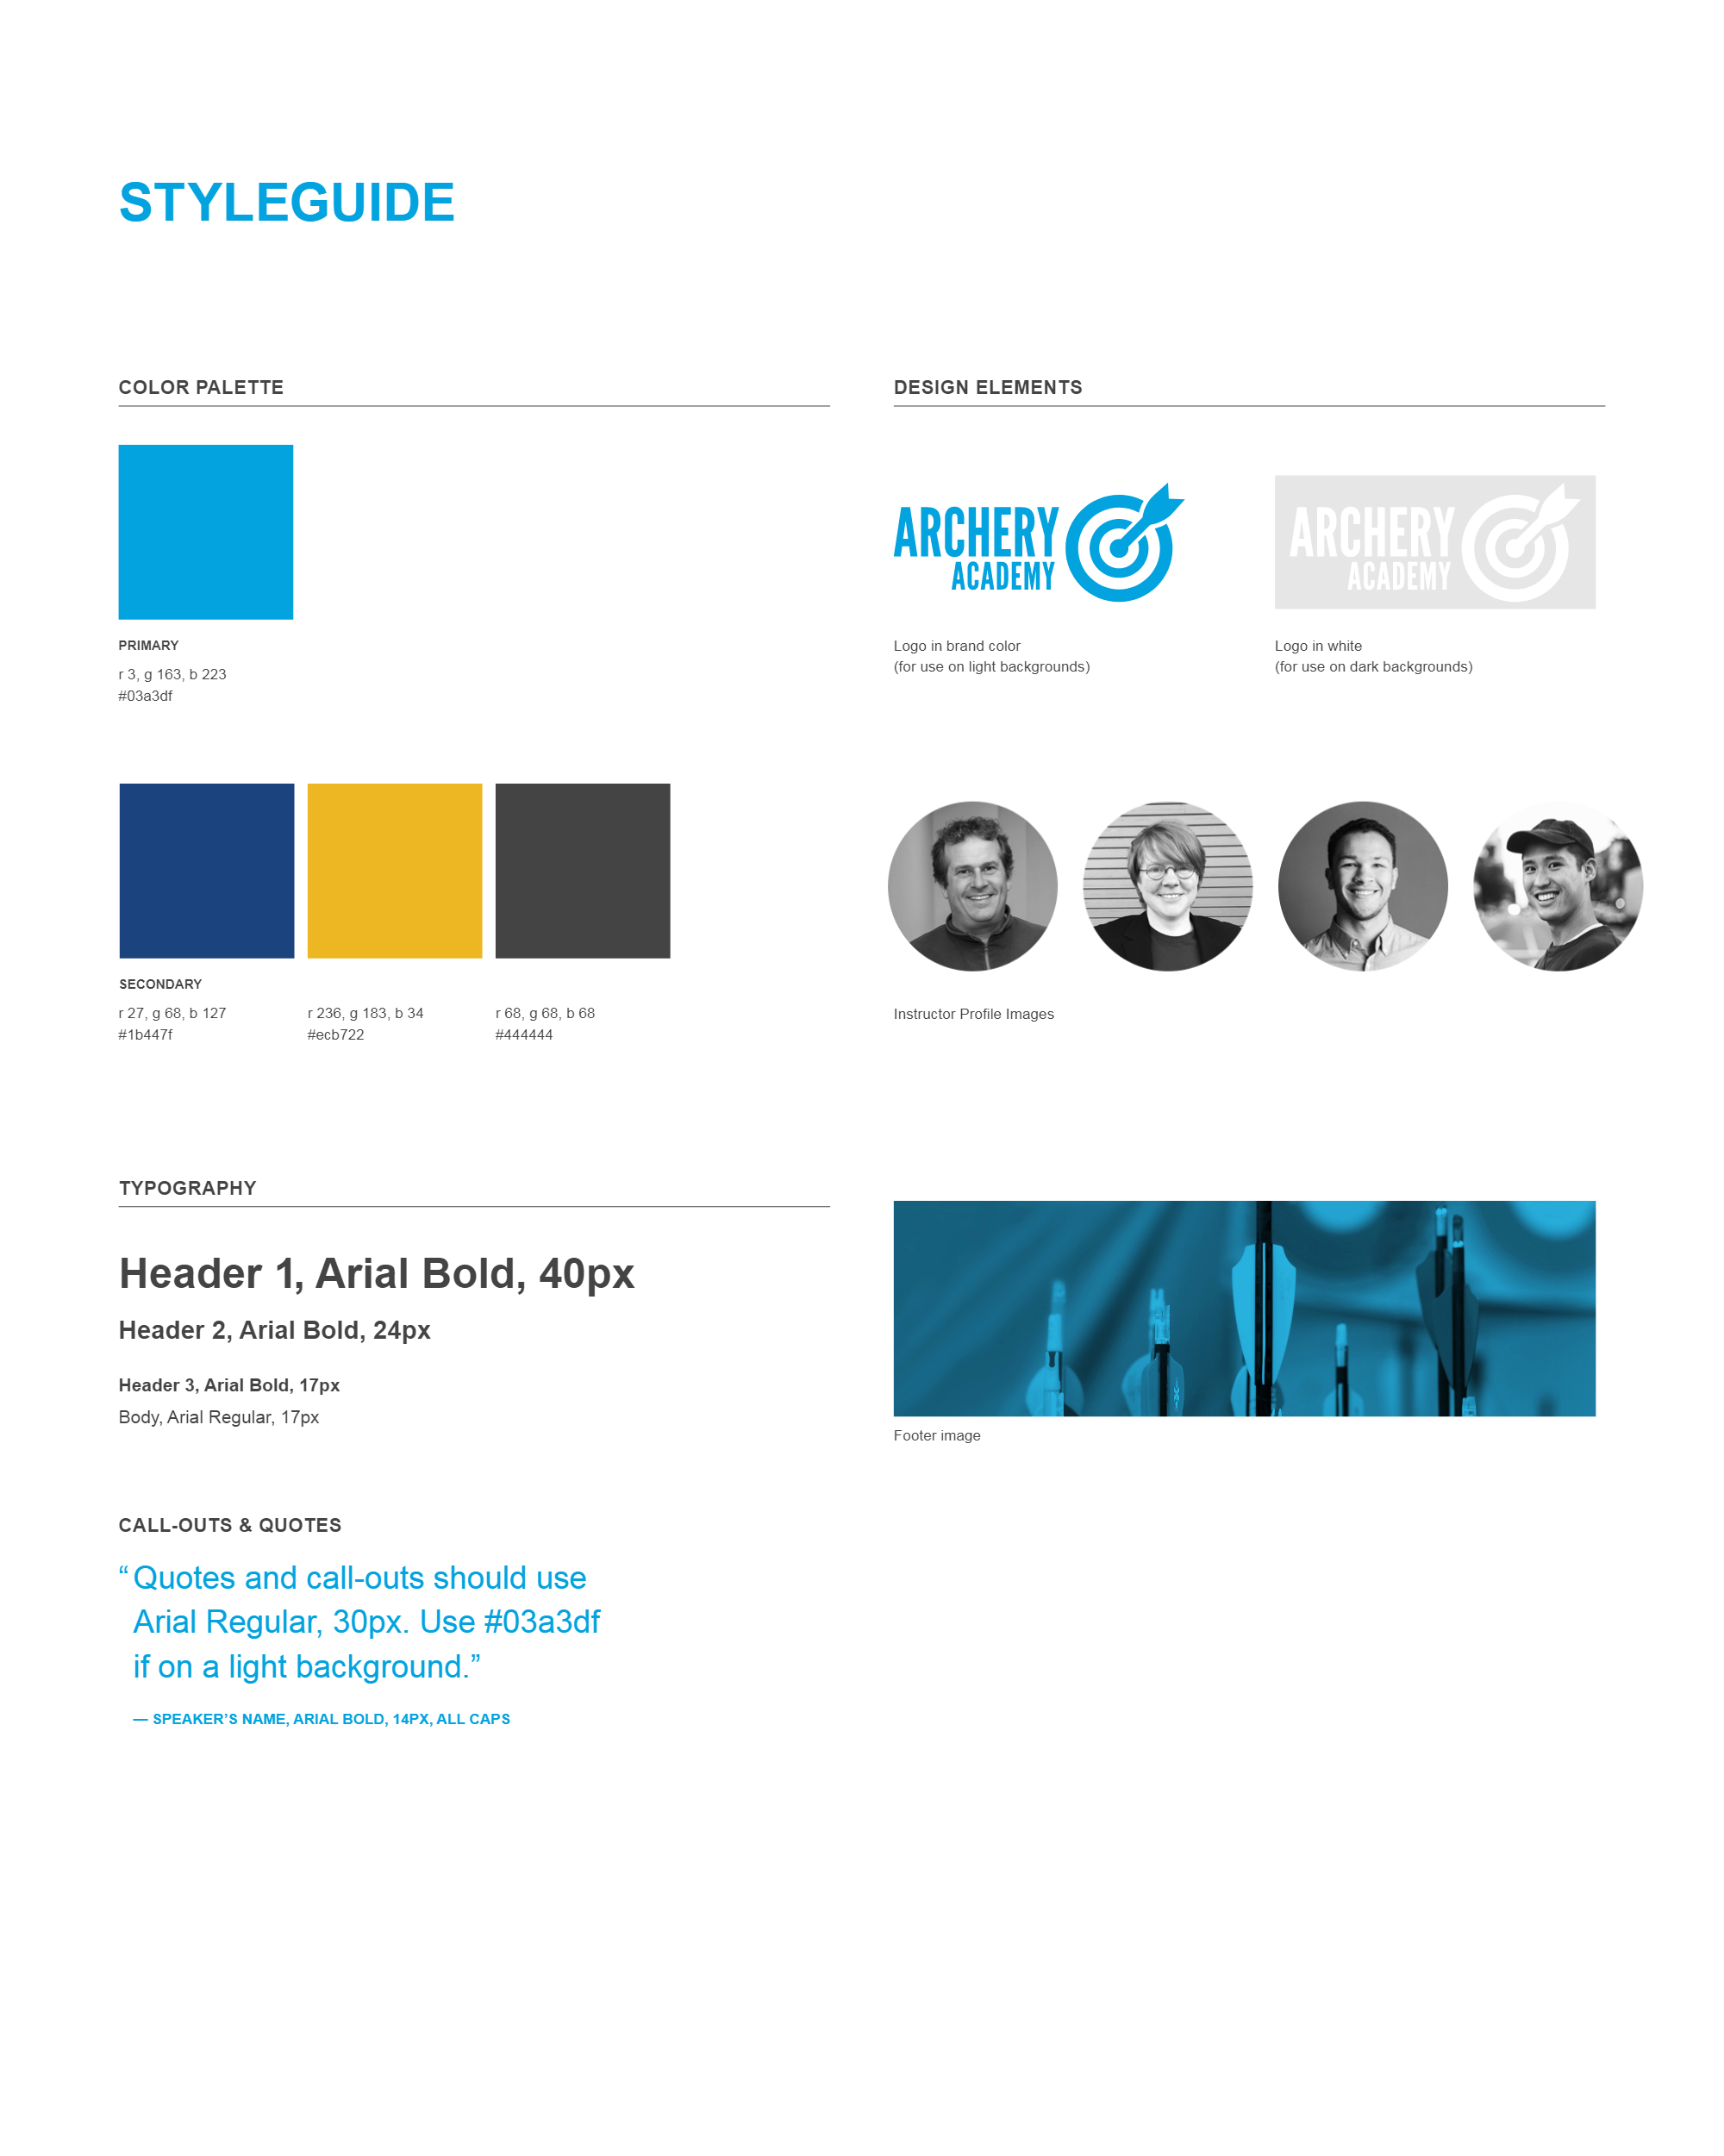 STYLEGUIDE
COLOR PALETTE
PRIMARY
r 3, g 163, b 223
#03a3df
SECONDARY
r 27, g 68, b 127
#1b447f
r 236, g 183, b 34
#ecb722
r 68, g 68, b 68
#444444
TYPOGRAPHY
Header 1, Arial Bold, 40px
Header 2, Arial Bold, 24px
Header 3, Arial Bold, 17px
Body, Arial Regular, 17px
CALL-OUTS & QUOTES
“Quotes and call-outs should use
Arial Regular, 30px. Use #03a3df
if on a light background.”
— SPEAKER’S NAME, ARIAL BOLD, 14PX, ALL CAPS
DESIGN ELEMENTS
ARCHERY
ACADEMY
Logo in brand color
(for use on light backgrounds)
ARCHERY
ACADEMY
Logo in white
(for use on dark backgrounds)
Instructor Profile Images
Footer image